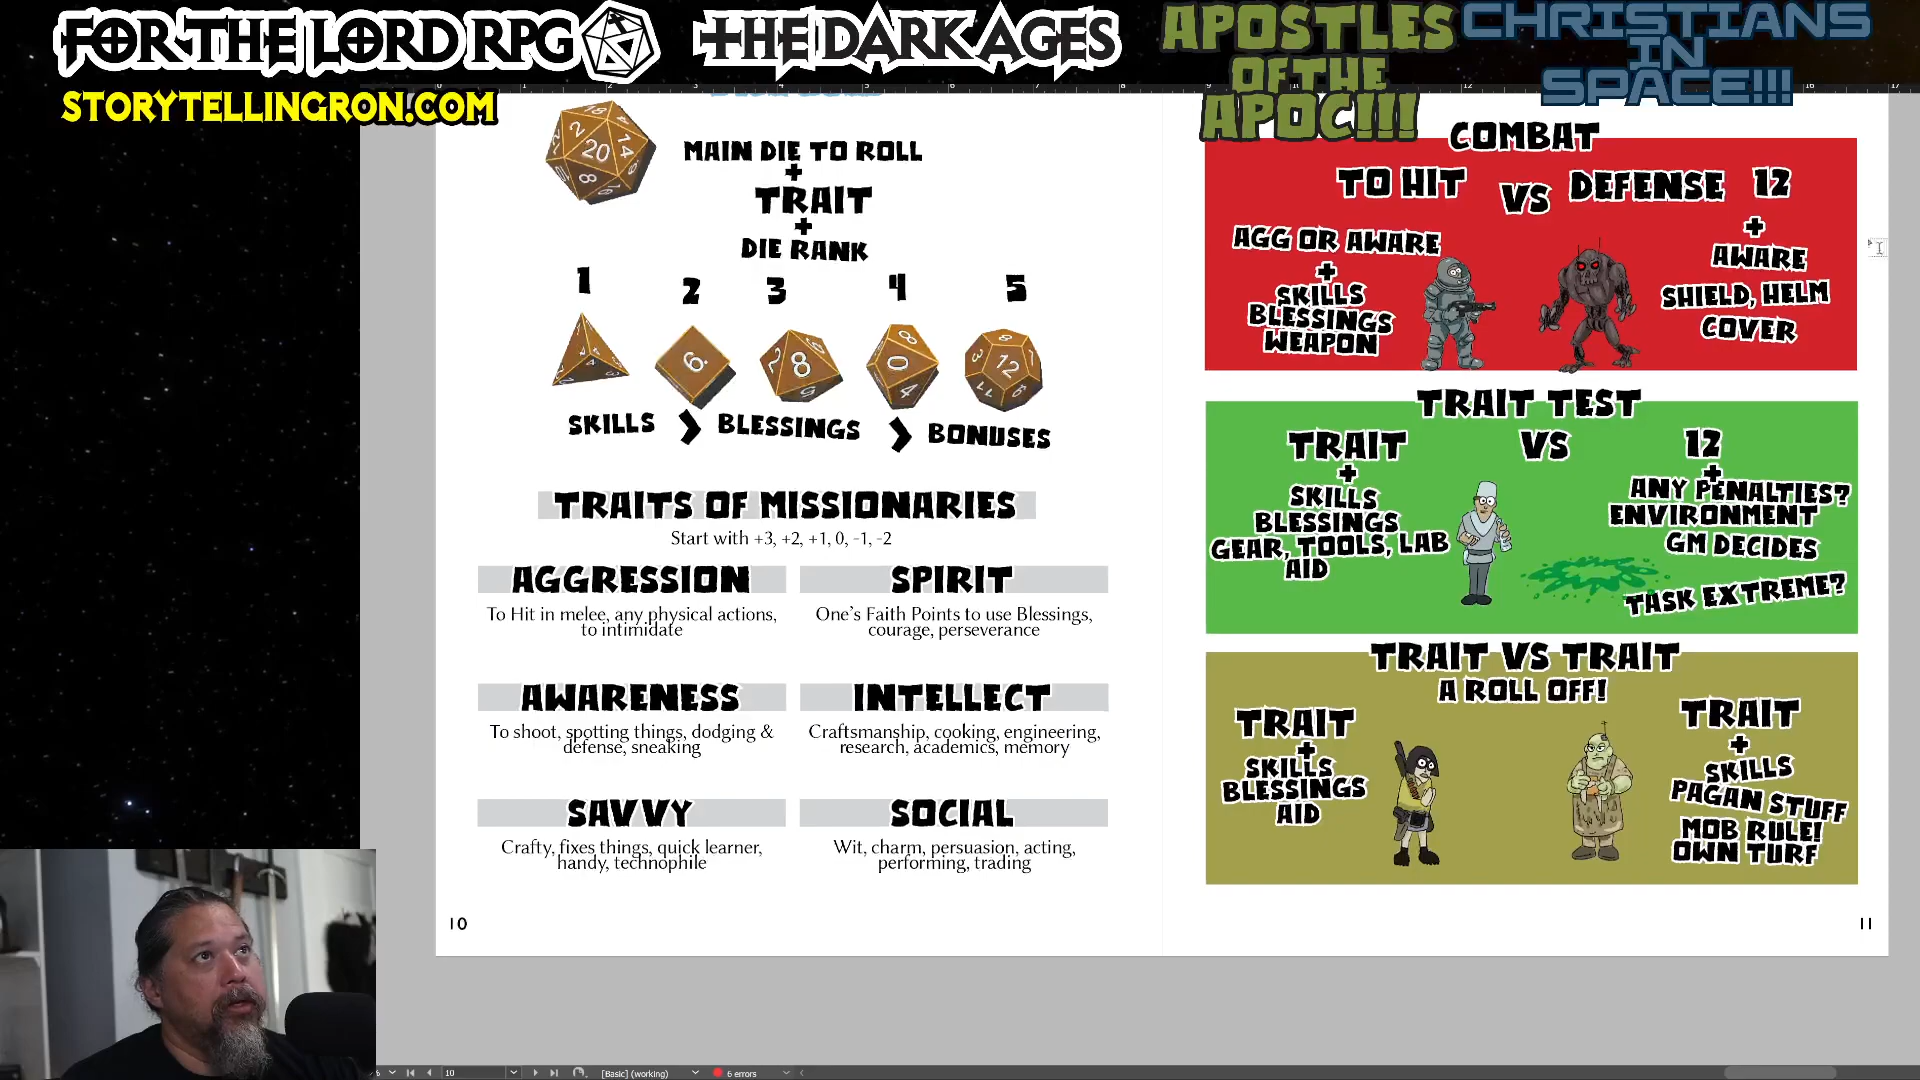 FOR THE LORD RPG
THE DARK AGES
APOSTLES
OF THE
APOC!!!
CHRISTIANS
IN
SPACE!!!
STORYTELLINGRON.COM
MAIN DIE TO ROLL
+
TRAIT
+
DIE RANK
1 2 3 4 5
SKILLS > BLESSINGS > BONUSES
TRAITS OF MISSIONARIES
Start with +3, +2, +1, 0, -1, -2
AGGRESSION
To Hit in melee, any physical actions,
to intimidate
SPIRIT
One's Faith Points to use Blessings,
courage, perseverance
AWARENESS
To shoot, spotting things, dodging &
defense, sneaking
INTELLECT
Craftsmanship, cooking, engineering,
research, academics, memory
SAVVY
Crafty, fixes things, quick learner,
handy, technophile
SOCIAL
Wit, charm, persuasion, acting,
performing, trading
10
COMBAT
TO HIT VS DEFENSE 12
AGG OR AWARE
+
SKILLS
BLESSINGS
WEAPON
+
AWARE
SHIELD, HELM
COVER
TRAIT TEST
TRAIT VS 12
+
SKILLS
BLESSINGS
GEAR, TOOLS, LAB
AID
+
ANY PENALTIES?
ENVIRONMENT
GM DECIDES
TASK EXTREME?
TRAIT VS TRAIT
A ROLL OFF!
TRAIT
+
SKILLS
BLESSINGS
AID
TRAIT
+
SKILLS
PAGAN STUFF
MOB RULE!
OWN TURF
11
10
[Basic] (working)
6 errors